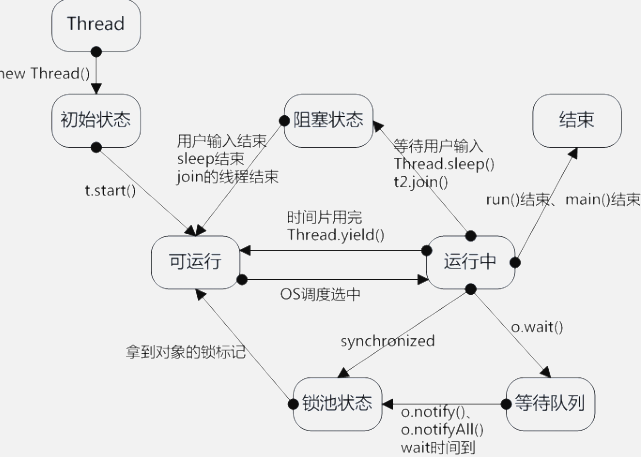 Thread
new Thread()
初始状态
阻塞状态
结束
用户输入结束
sleep结束
join的线程结束
等待用户输入
Thread.sleep()
t2.join()
t.start()
run()结束、main()结束
时间片用完
Thread.yield()
可运行
运行中
OS调度选中
拿到对象的锁标记
synchronized
o.wait()
锁池状态
等待队列
o.notify()、
o.notifyAll()
wait时间到